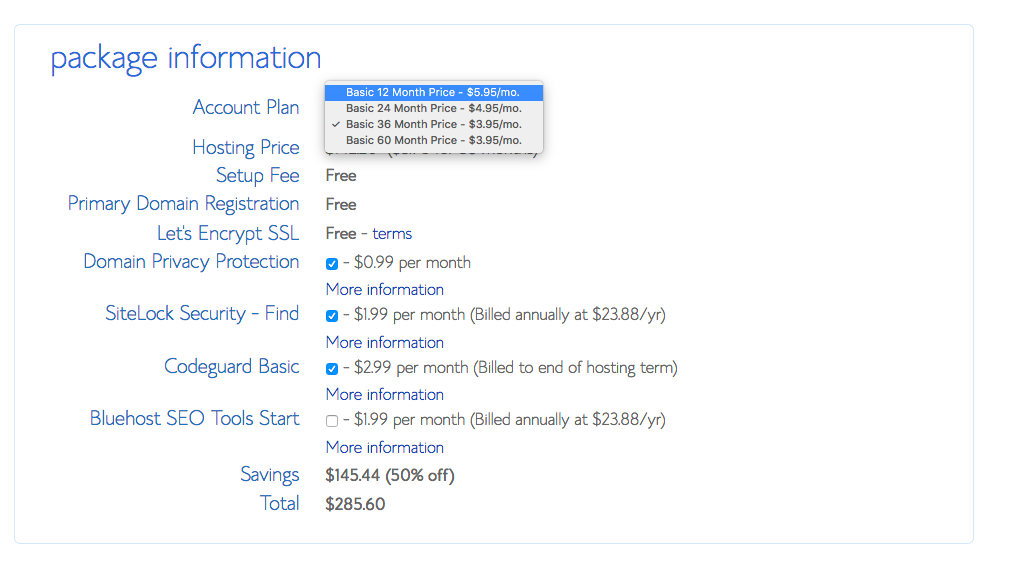 package information
Account Plan
Basic 12 Month Price - $5.95/mo.
Basic 24 Month Price - $4.95/mo.
✓ Basic 36 Month Price - $3.95/mo.
Basic 60 Month Price - $3.95/mo.
Hosting Price
Setup Fee Free
Primary Domain Registration Free
Let's Encrypt SSL Free - terms
Domain Privacy Protection - $0.99 per month
More information
SiteLock Security - Find - $1.99 per month (Billed annually at $23.88/yr)
More information
Codeguard Basic - $2.99 per month (Billed to end of hosting term)
More information
Bluehost SEO Tools Start - $1.99 per month (Billed annually at $23.88/yr)
More information
Savings $145.44 (50% off)
Total $285.60